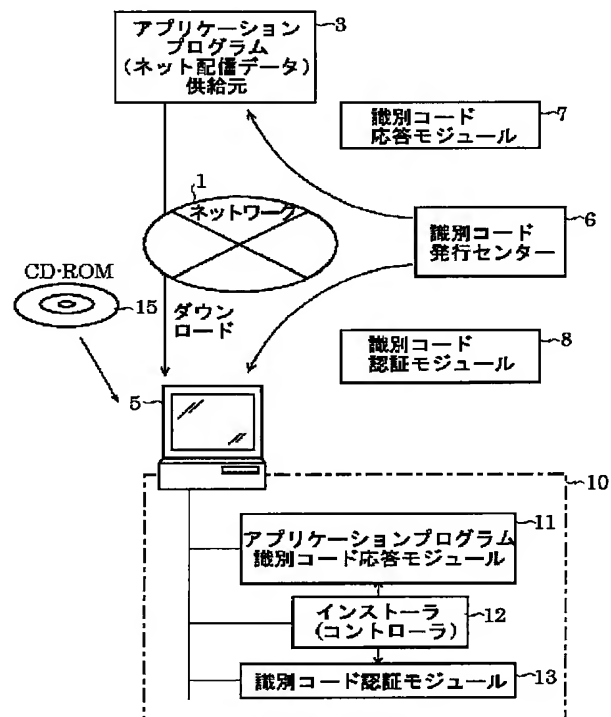 アプリケーション
プログラム
(ネット配信データ)
供給元
3
識別コード
応答モジュール
7
1
ネットワーク
識別コード
発行センター
6
CD・ROM
15
ダウン
ロード
識別コード
認証モジュール
8
5
10
11
アプリケーションプログラム
識別コード応答モジュール
インストーラ
(コントローラ)
12
識別コード認証モジュール
13